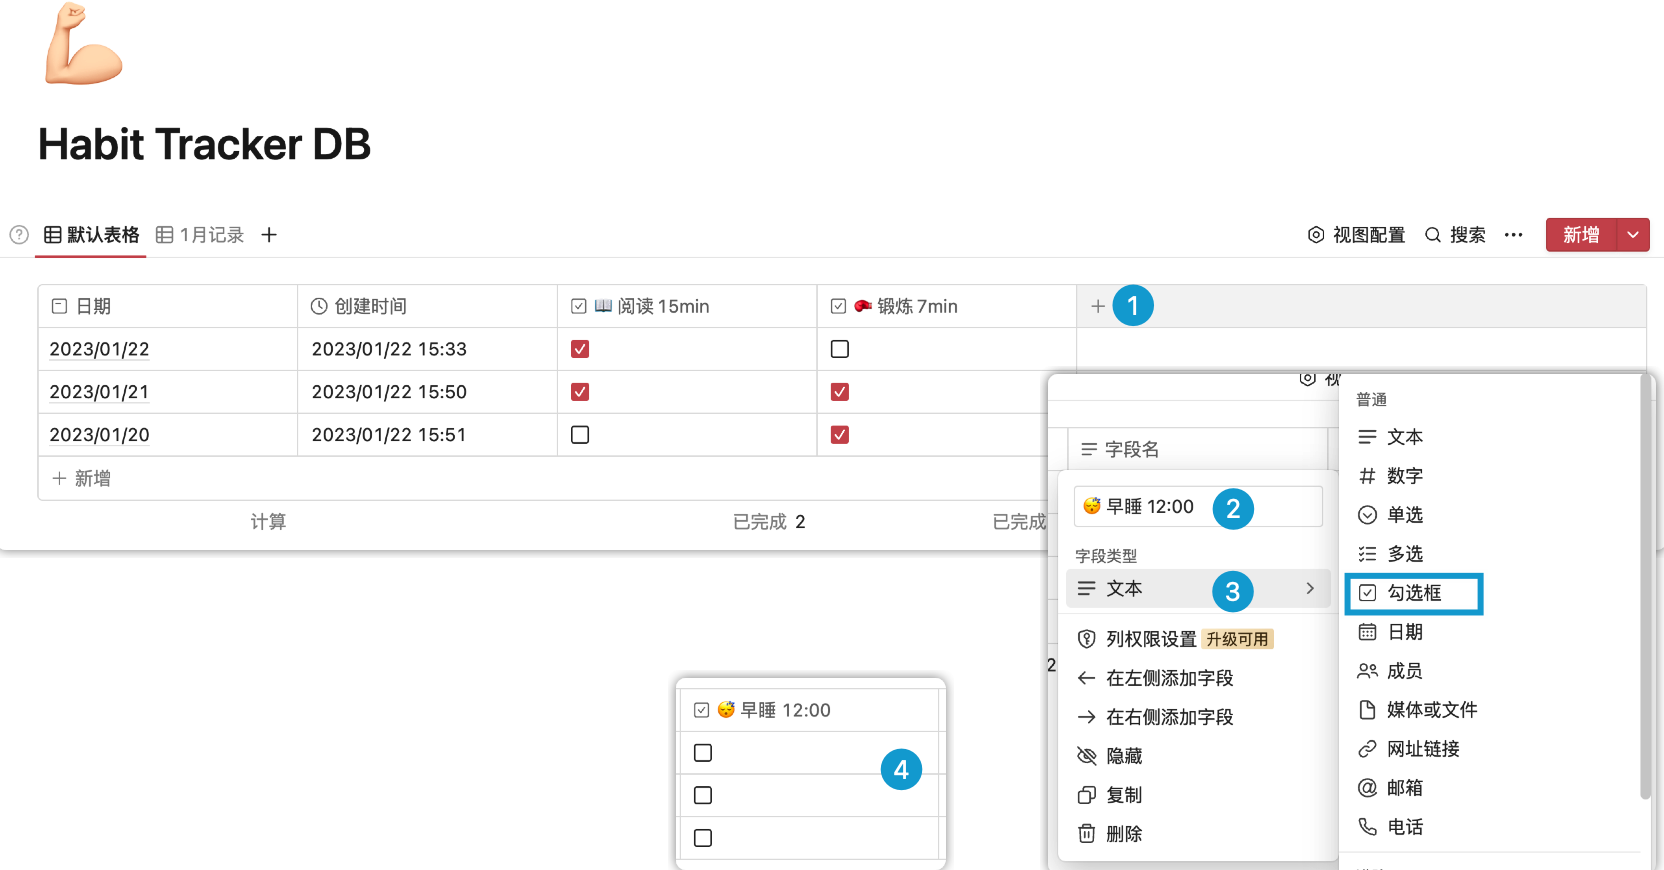 Habit Tracker DB
默认表格 1月记录
视图配置 搜索 ··· 新增
日期 创建时间 阅读 15min 锻炼 7min 1
2023/01/22 2023/01/22 15:33
2023/01/21 2023/01/22 15:50
2023/01/20 2023/01/22 15:51
新增
计算 已完成 2 已完成
字段名
早睡 12:00 2
字段类型
文本 3
列权限设置 升级可用
在左侧添加字段
在右侧添加字段
隐藏
复制
删除
2
普通
文本
数字
单选
多选
勾选框
日期
成员
媒体或文件
网址链接
邮箱
电话
早睡 12:00
4